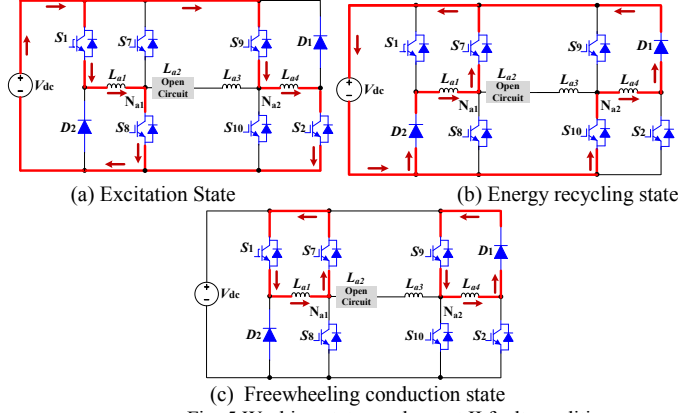 S1
S7
S9
D1
La1
La2
La3
La4
Open
Circuit
Vdc
Na1
Na2
D2
S8
S10
S2
(a) Excitation State
S1
S7
S9
D1
La1
La2
La3
La4
Open
Circuit
Vdc
Na1
Na2
D2
S8
S10
S2
(b) Energy recycling state
S1
S7
S9
D1
La1
La2
La3
La4
Open
Circuit
Vdc
Na1
Na2
D2
S8
S10
S2
(c) Freewheeling conduction state